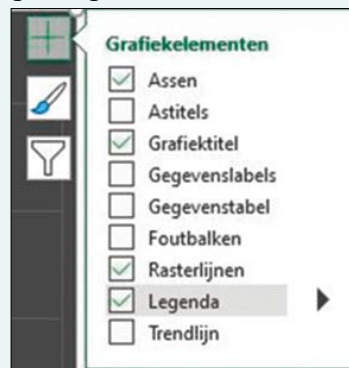 Grafiekelementen
Assen
Astitels
Grafiektitel
Gegevenslabels
Gegevenstabel
Foutbalken
Rasterlijnen
Legenda
Trendlijn